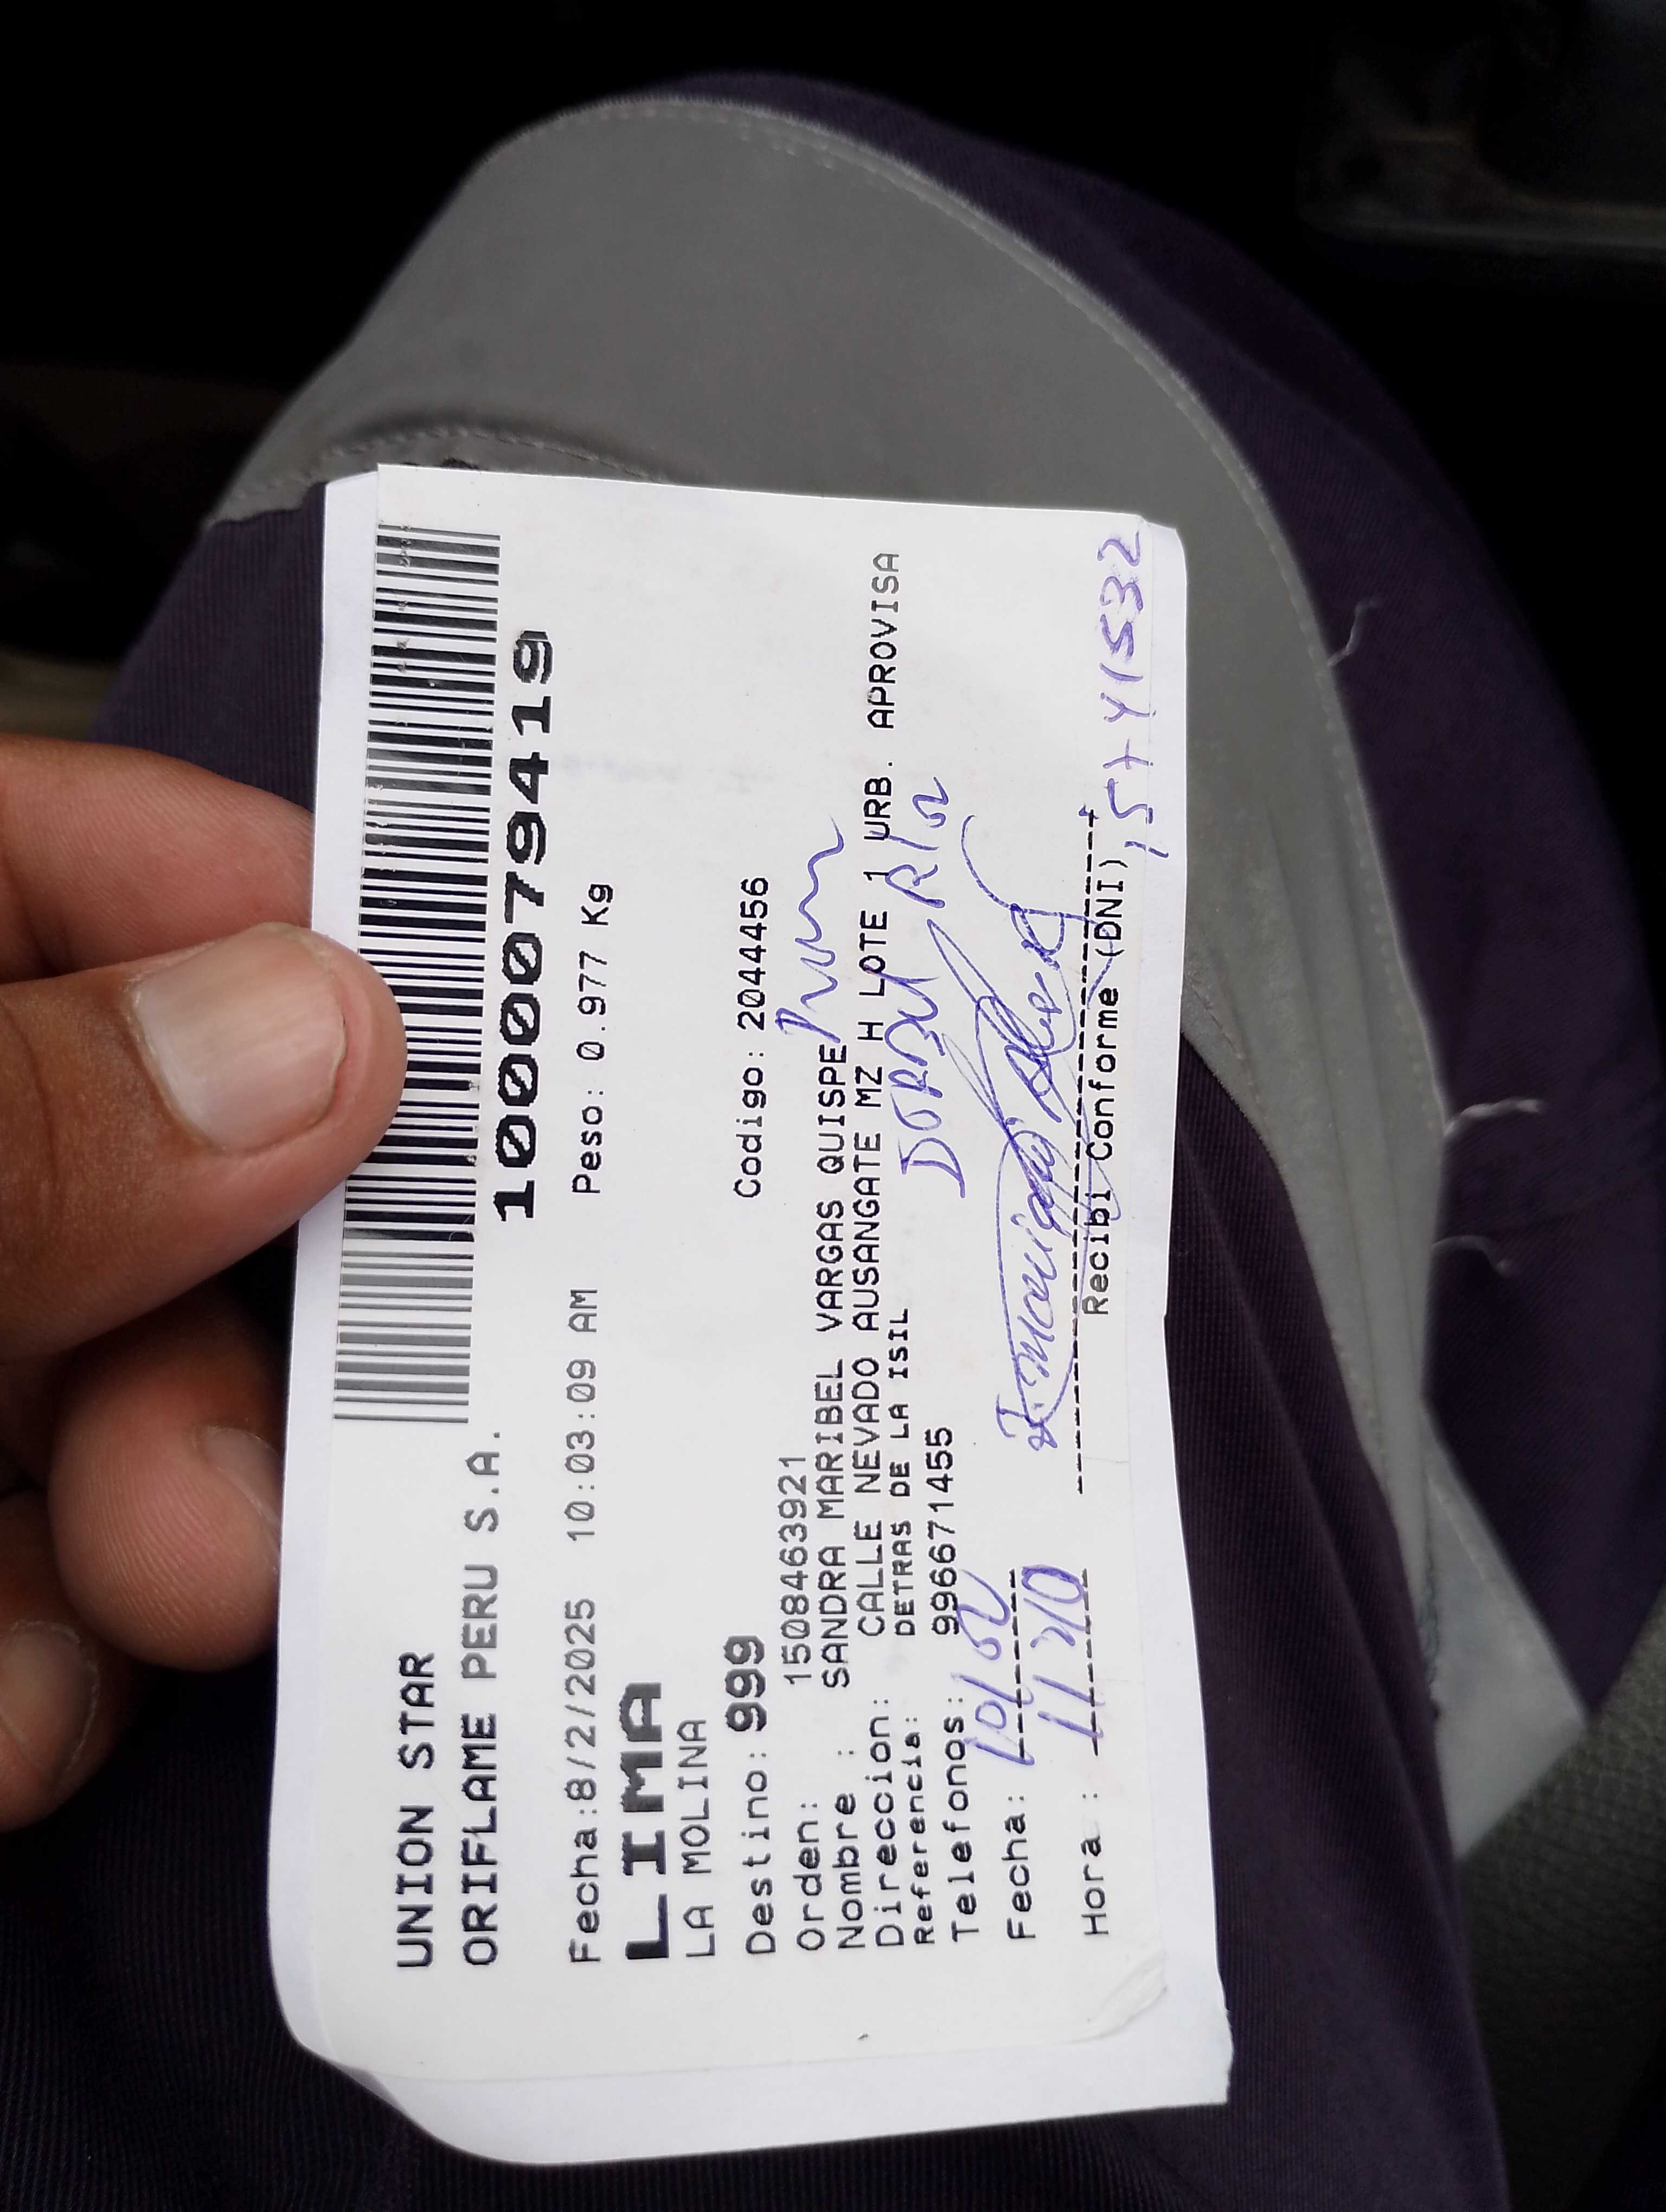 UNION STAR
ORIFLAME PERU S.A.
1000079419
Fecha:8/2/2025 10:03:09 AM Peso: 0.977 Kg
LIMA
LA MOLINA
Destino: 999 Codigo: 2044456
Orden: 1508463921
Nombre : SANDRA MARIBEL VARGAS QUISPE
Direccion: CALLE NEVADO AUSANGATE MZ H LOTE 1 URB. APROVISA
Referencia: DETRAS DE LA ISIL
Telefonos: 996671455
Fecha:
Hora :
Recibi Conforme (DNI)